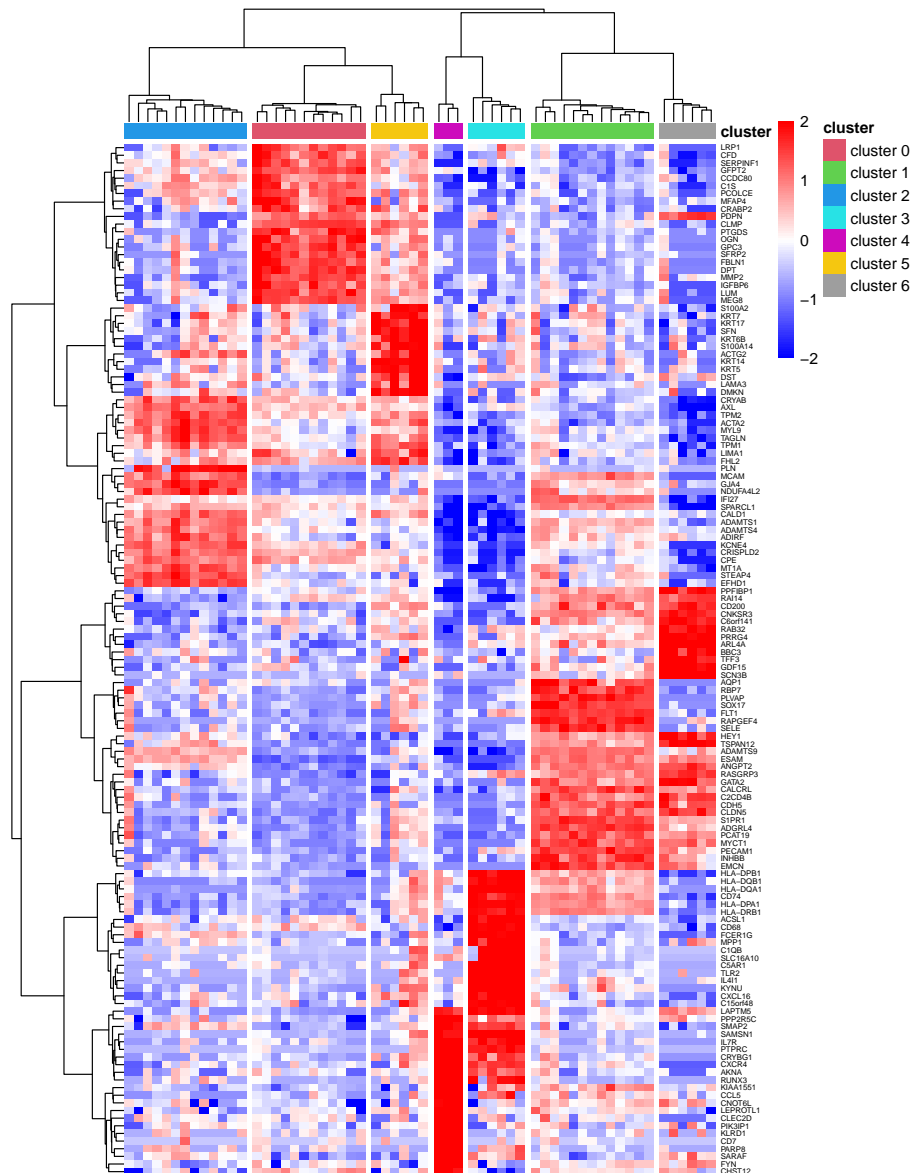 cluster
2
1
0
−1
−2
cluster
cluster 0
cluster 1
cluster 2
cluster 3
cluster 4
cluster 5
cluster 6
LRP1
CFD
SERPINF1
GFPT2
CCDC80
C1S
PCOLCE
MFAP4
CRABP2
PDPN
CLMP
PTGDS
OGN
GPC3
SFRP2
FBLN1
DPT
MMP2
IGFBP6
LUM
MEG8
S100A2
KRT7
KRT17
SFN
KRT6B
S100A14
ACTG2
KRT14
KRT5
DST
LAMA3
DMKN
CRYAB
AXL
TPM2
ACTA2
MYL9
TAGLN
TPM1
LIMA1
FHL2
PLN
MCAM
GJA4
NDUFA4L2
IFI27
SPARCL1
CALD1
ADAMTS1
ADAMTS4
ADIRF
KCNE4
CRISPLD2
CPE
MT1A
STEAP4
EFHD1
PPFIBP1
RAI14
CD200
CNKSR3
C6orf141
RAB32
PRRG4
ARL4A
BBC3
TFF3
GDF15
SCN3B
AQP1
RBP7
PLVAP
SOX17
FLT1
RAPGEF4
SELE
HEY1
TSPAN12
ADAMTS9
ESAM
ANGPT2
RASGRP3
GATA2
CALCRL
C2CD4B
CDH5
CLDN5
S1PR1
ADGRL4
PCAT19
MYCT1
PECAM1
INHBB
EMCN
HLA−DPB1
HLA−DQB1
HLA−DQA1
CD74
HLA−DPA1
HLA−DRB1
ACSL1
CD68
FCER1G
MPP1
C1QB
SLC16A10
C5AR1
TLR2
IL4I1
KYNU
CXCL16
C15orf48
LAPTM5
PPP2R5C
SMAP2
SAMSN1
IL7R
PTPRC
CRYBG1
CXCR4
AKNA
RUNX3
KIAA1551
CCL5
CNOT6L
LEPROTL1
CLEC2D
PIK3IP1
KLRD1
CD7
PARP8
SARAF
FYN
CHST12